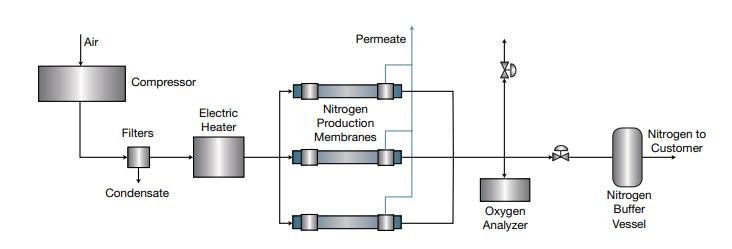 Air
Permeate
Compressor
Electric
Heater
Nitrogen
Production
Membranes
Filters
Condensate
Nitrogen to
Customer
Oxygen
Analyzer
Nitrogen
Buffer
Vessel